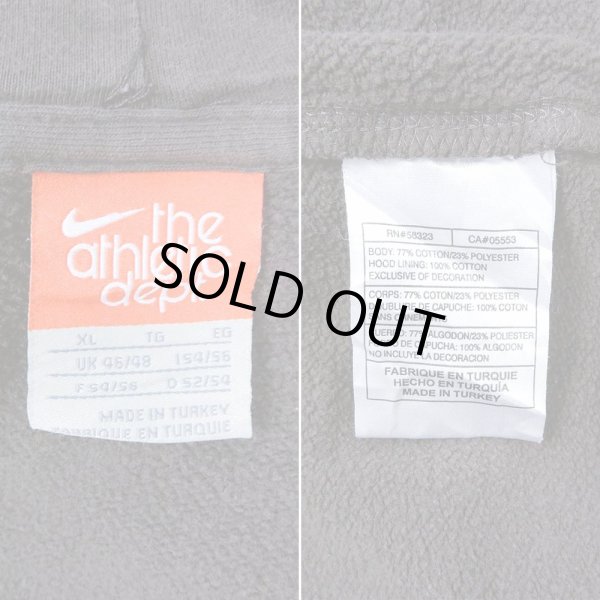 the
athletic
dept.
XL TG EG
UK 46/48 I 54/56
F 54/56 D 52/54
MADE IN TURKEY
FABRIQUE EN TURQUIE
SOLD OUT
RN#56323 CA#05553
BODY: 77% COTTON/23% POLYESTER
HOOD LINING: 100% COTTON
EXCLUSIVE OF DECORATION
CORPS: 77% COTON/23% POLYESTER
DOUBLURE DE CAPUCHE: 100% COTON
SANS
77% ALGODON/23% POLIESTER
DE CAPUCHA: 100% ALGODON
NO INCLUYE LA DECORACION
FABRIQUE EN TURQUIE
HECHO EN TURQUÍA
MADE IN TURKEY